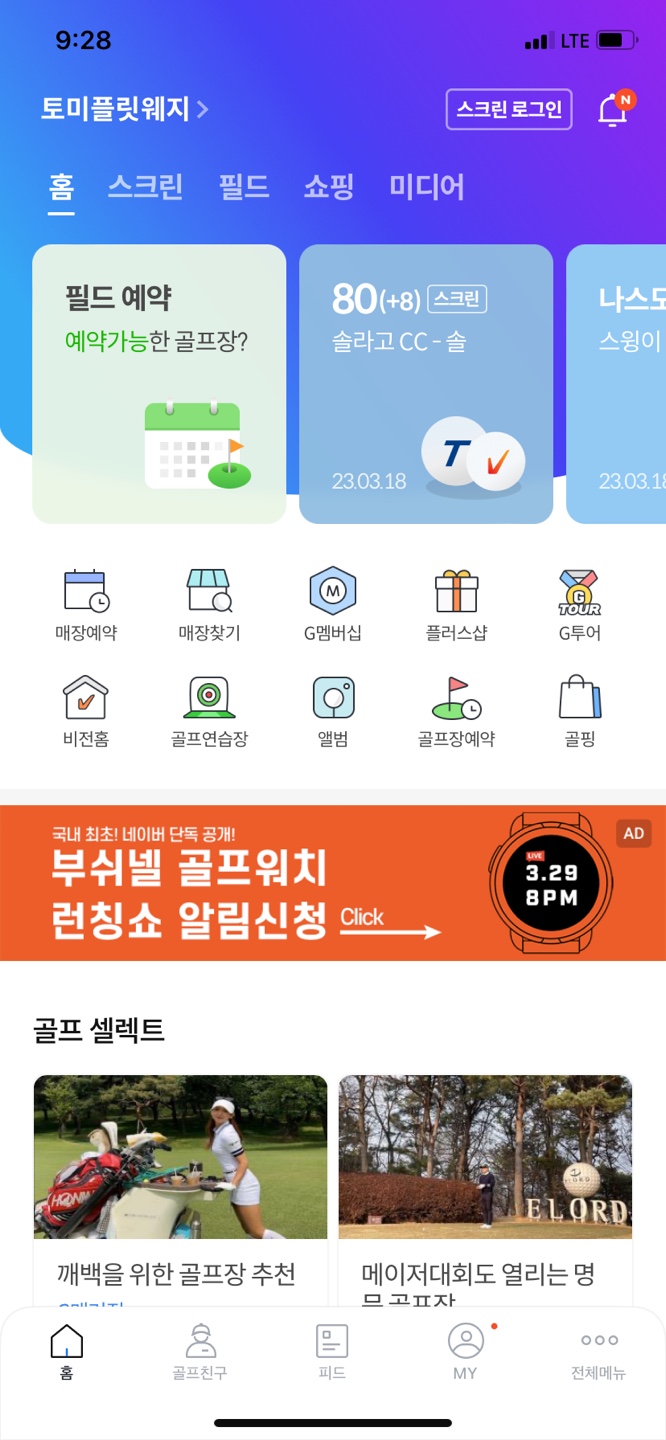 9:28
LTE
토미플릿웨지
스크린 로그인
N
홈 스크린 필드 쇼핑 미디어
필드 예약
예약가능한 골프장?
80(+8) 스크린
솔라고 CC - 솔
T
23.03.18
나스모
스윙이
23.03.18
매장예약 매장찾기 G멤버십 플러스샵 G투어
M
G
TOUR
비전홈 골프연습장 앨범 골프장예약 골핑
국내 최초! 네이버 단독 공개!
부쉬넬 골프워치
런칭쇼 알림신청 Click
LIVE
3.29
8PM
AD
골프 셀렉트
HONMA
ELORD
깨백을 위한 골프장 추천
메이저대회도 열리는 명
문 골프장
홈 골프친구 피드 MY 전체메뉴